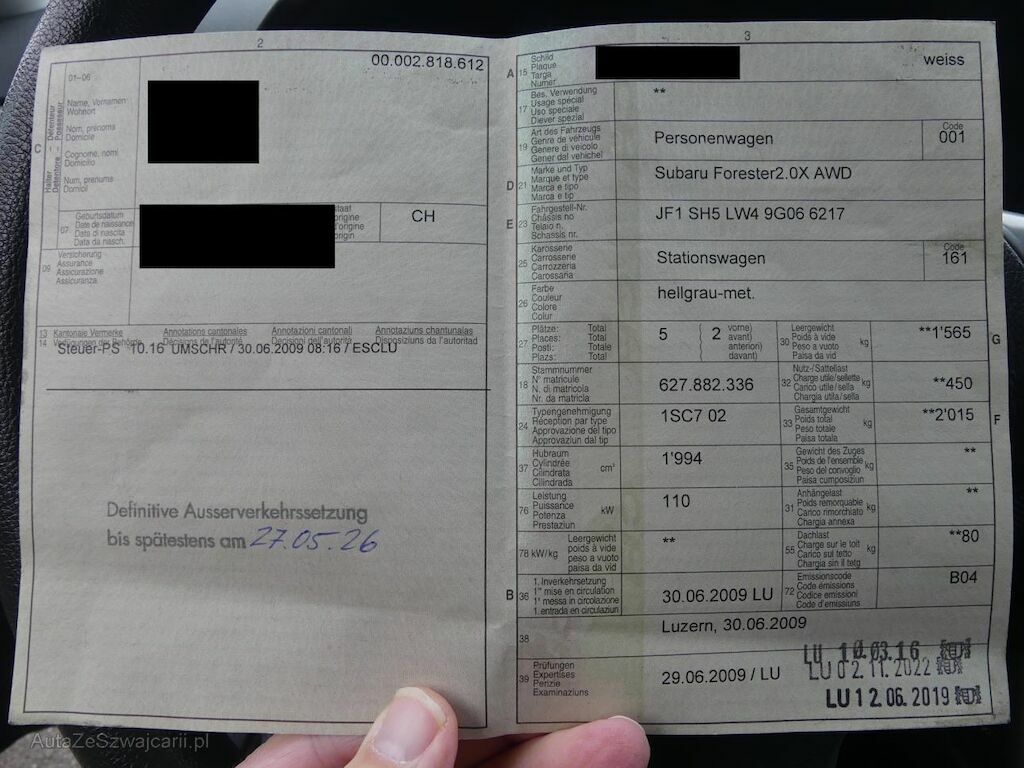 2
00.002.818.612
01–06
C
Halter Détenteur
Detentore Possessur
Name, Vornamen
Wohnort
Nom, prénoms
Domicile
Cognome, nomi
Domicilio
Num, prenums
Domicil
07
Geburtsdatum
Date de naissance
Data di nascita
Data da nasch.
CH
09
Versicherung
Assurance
Assicurazione
Assicuranza
13 Kantonale Vermerke Annotations cantonales Annotazioni cantonali Annotaziuns chantunalas
14 Verfügungen der Behörde Décisions de l'autorité Decisioni dell'autorità Disposiziuns da l'autoritad
Steuer-PS 10.16 UMSCHR / 30.06.2009 08:16 / ESCLU
Definitive Ausserverkehrssetzung
bis spätestens am 27.05.26
3
A 15
Schild
Plaque
Targa
Numer
weiss
17
Bes. Verwendung
Usage spécial
Uso speciale
Diever spezial
**
19
Art des Fahrzeugs
Genre de véhicule
Genere di veicolo
Gener dal vehichel
Personenwagen
Code
001
D 21
Marke und Typ
Marque et type
Marca e tipo
Marca e tip
Subaru Forester2.0X AWD
E 23
Fahrgestell-Nr.
Châssis no
Telaio n.
Schassis nr.
JF1 SH5 LW4 9G06 6217
25
Karosserie
Carrosserie
Carrozzeria
Carossaria
Stationswagen
Code
161
26
Farbe
Couleur
Colore
Colur
hellgrau-met.
27
Plätze: Total
Places: Total
Posti: Totale
Plazs: Total
5 ( 2 vorne)
avant)
anteriori)
davant)
30
Leergewicht
Poids à vide
Peso a vuoto
Paisa da vid
kg
**1'565
G
18
Stammnummer
N° matricule
N. di matricola
Nr. da matricla
627.882.336
32
Nutz-/Sattellast
Charge utile/sellette
Carico utile/sella
Chargia utila/sella
kg
**450
24
Typengenehmigung
Réception par type
Approvazione del tipo
Approvaziun dal tip
1SC7 02
33
Gesamtgewicht
Poids total
Peso totale
Paisa totala
kg
**2'015
F
37
Hubraum
Cylindrée
Cilindrata
Cilindrada
cm³
1'994
35
Gewicht des Zuges
Poids de l'ensemble
Peso del convoglio
Paisa cumposiziun
kg
**
76
Leistung
Puissance
Potenza
Prestaziun
kW
110
31
Anhängelast
Poids remorquable
Carico rimorchiato
Chargia annexa
kg
**
78 kW/kg
Leergewicht
poids à vide
peso a vuoto
paisa da vid
**
55
Dachlast
Charge sur le toit
Carico sul tetto
Chargia sin il tetg
kg
**80
B 36
1. Inverkehrsetzung
1re mise en circulation
1a messa in circolazione
1. entrada en circulaziun
30.06.2009 LU
72
Emissionscode
Code émissions
Codice emissioni
Code d'emissiuns
B04
38
Luzern, 30.06.2009
39
Prüfungen
Expertises
Perizie
Examinaziuns
29.06.2009 / LU
LU 10.03.16
LU 02.11.2022
LU 12.06.2019
AutaZeSzwajcarii.pl